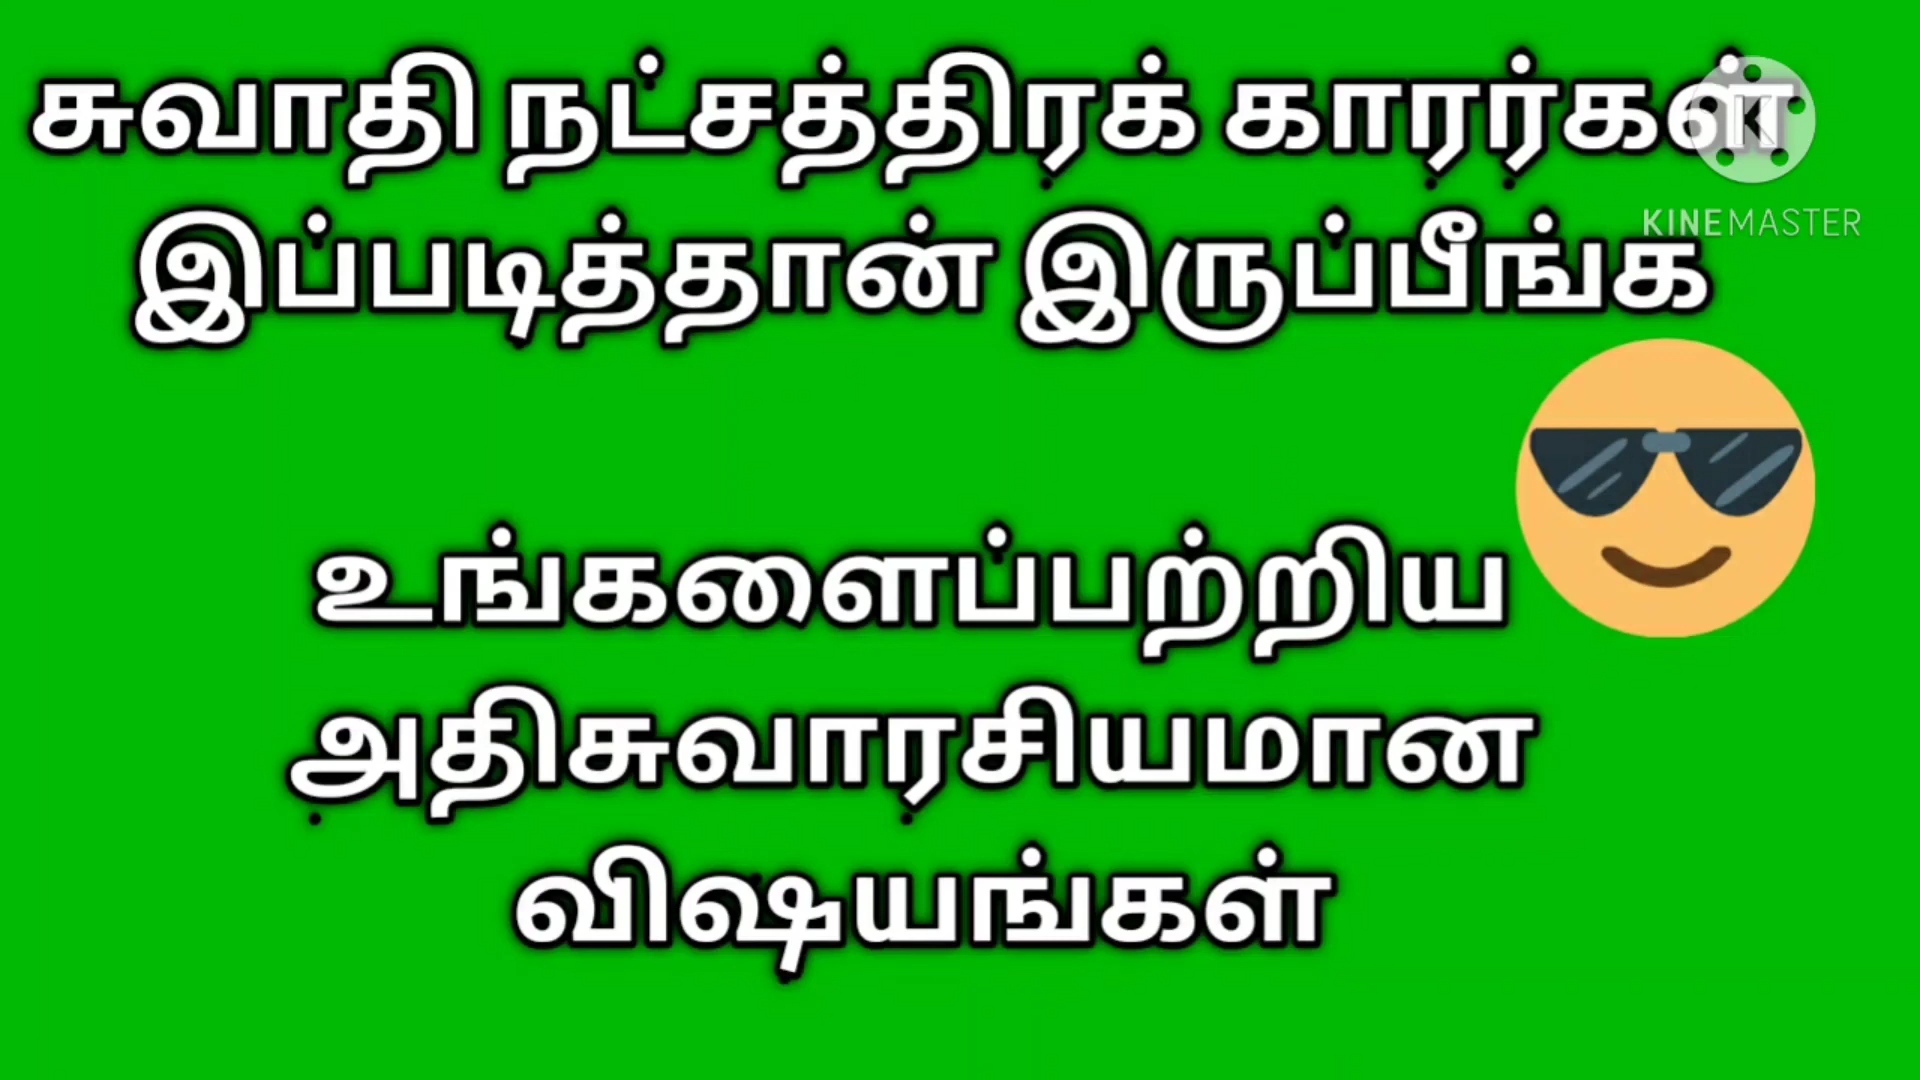 சுவாதி நட்சத்திரக் காரர்கள்
இப்படித்தான் இருப்பீங்க
உங்களைப்பற்றிய
அதிசுவாரசியமான
விஷயங்கள்
K
KINEMASTER